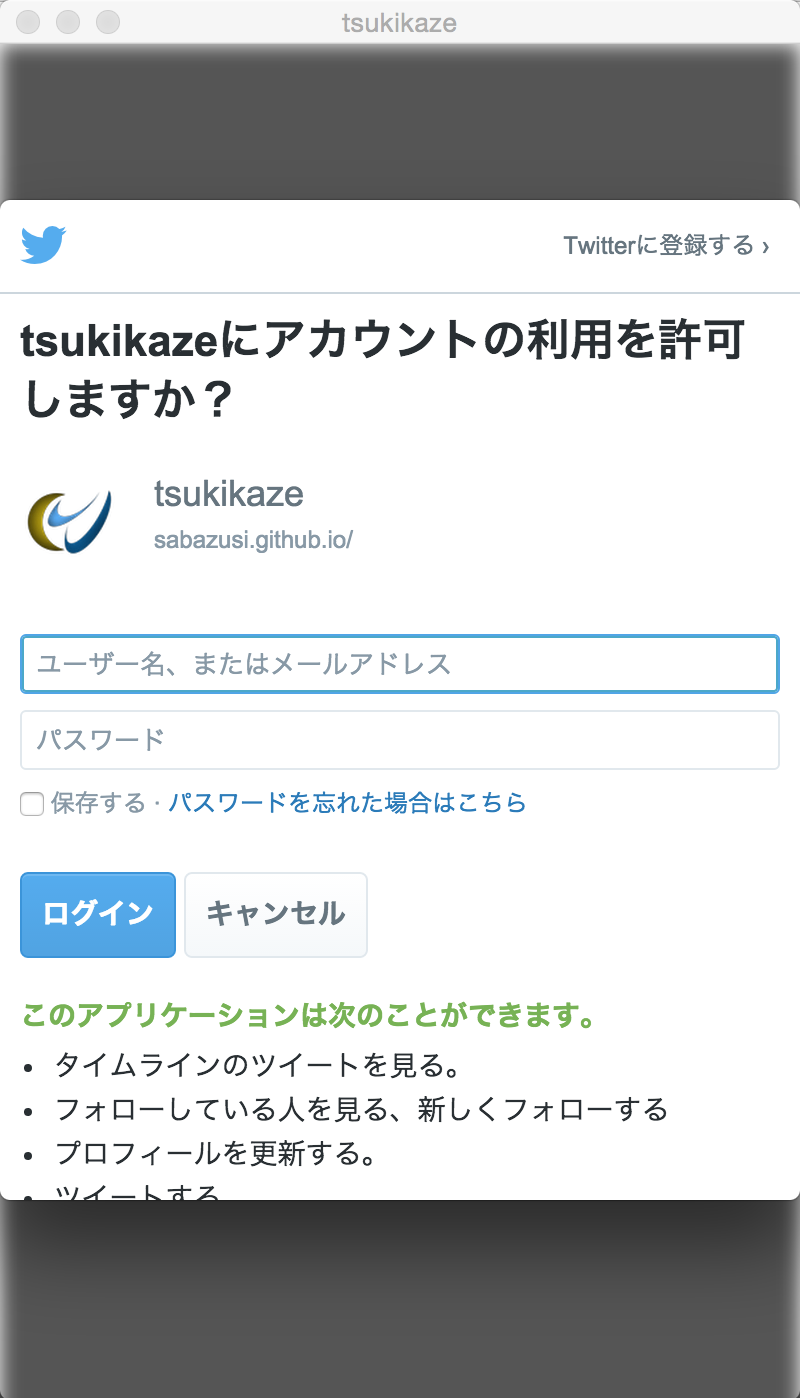 tsukikaze
Twitterに登録する ›
tsukikazeにアカウントの利用を許可
しますか？
tsukikaze
sabazusi.github.io/
ユーザー名、またはメールアドレス
パスワード
保存する · パスワードを忘れた場合はこちら
ログイン キャンセル
このアプリケーションは次のことができます。
• タイムラインのツイートを見る。
• フォローしている人を見る、新しくフォローする
• プロフィールを更新する。
• ツイートする